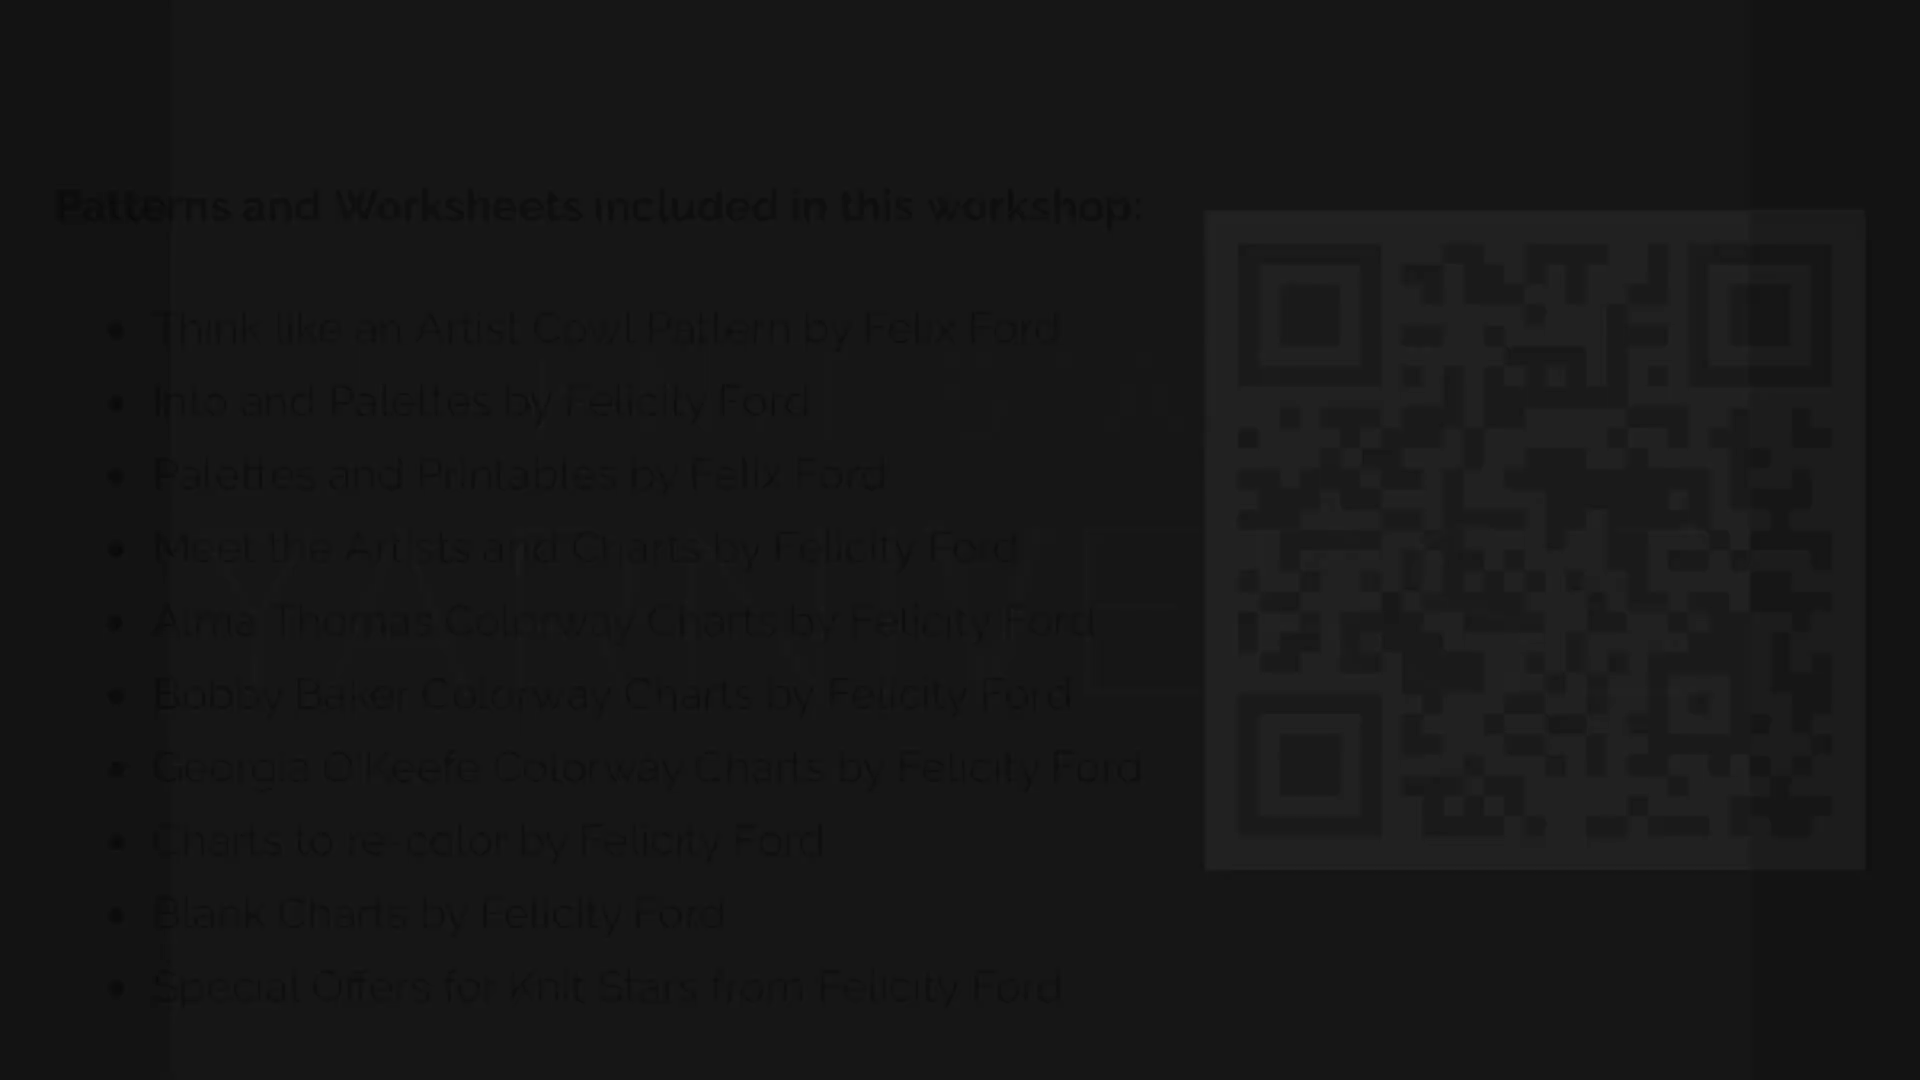 Patterns and Worksheets included in this workshop:
• Think like an Artist Cowl Pattern by Felix Ford
• Into and Palettes by Felicity Ford
• Palettes and Printables by Felix Ford
• Meet the Artists and Charts by Felicity Ford
• Alma Thomas Colorway Charts by Felicity Ford
• Bobby Baker Colorway Charts by Felicity Ford
• Georgia O'Keefe Colorway Charts by Felicity Ford
• Charts to re-color by Felicity Ford
• Blank Charts by Felicity Ford
• Special Offers for Knit Stars from Felicity Ford